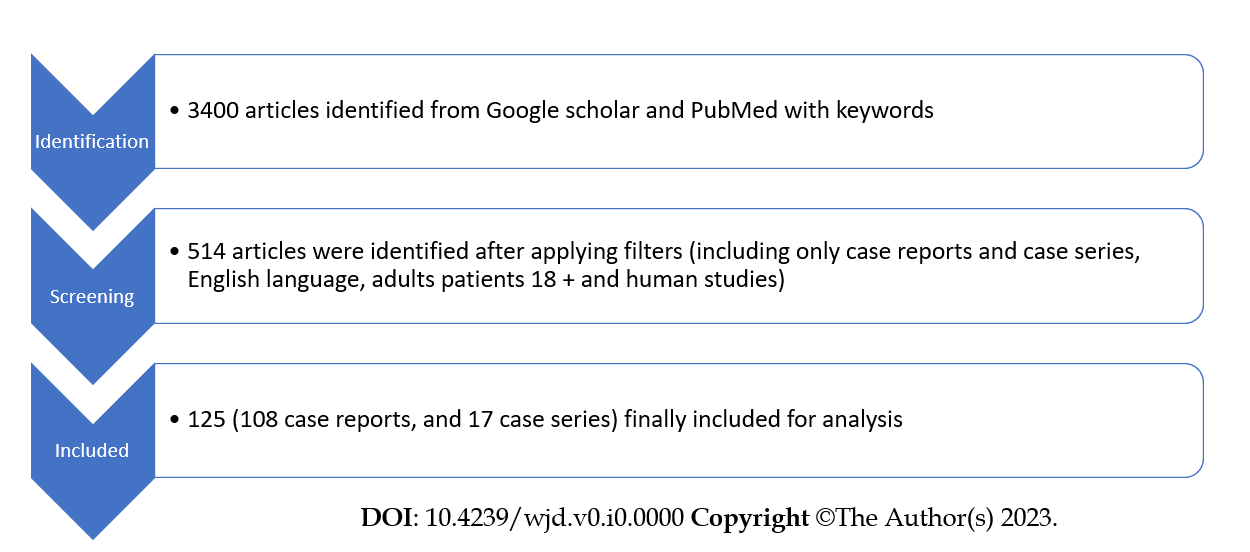 Identification
• 3400 articles identified from Google scholar and PubMed with keywords
Screening
• 514 articles were identified after applying filters (including only case reports and case series,
English language, adults patients 18 + and human studies)
Included
• 125 (108 case reports, and 17 case series) finally included for analysis
DOI: 10.4239/wjd.v0.i0.0000 Copyright ©The Author(s) 2023.